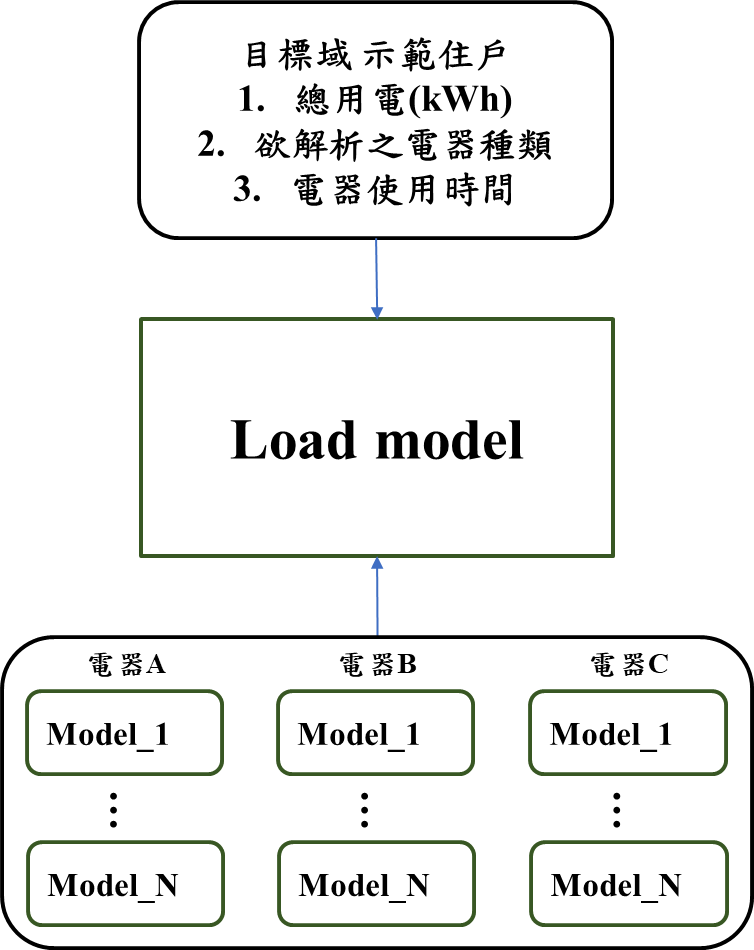 目標域 示範住戶
1. 總用電(kWh)
2. 欲解析之電器種類
3. 電器使用時間
Load model
電器A 電器B 電器C
Model_1 Model_1 Model_1
⋮ ⋮ ⋮
Model_N Model_N Model_N